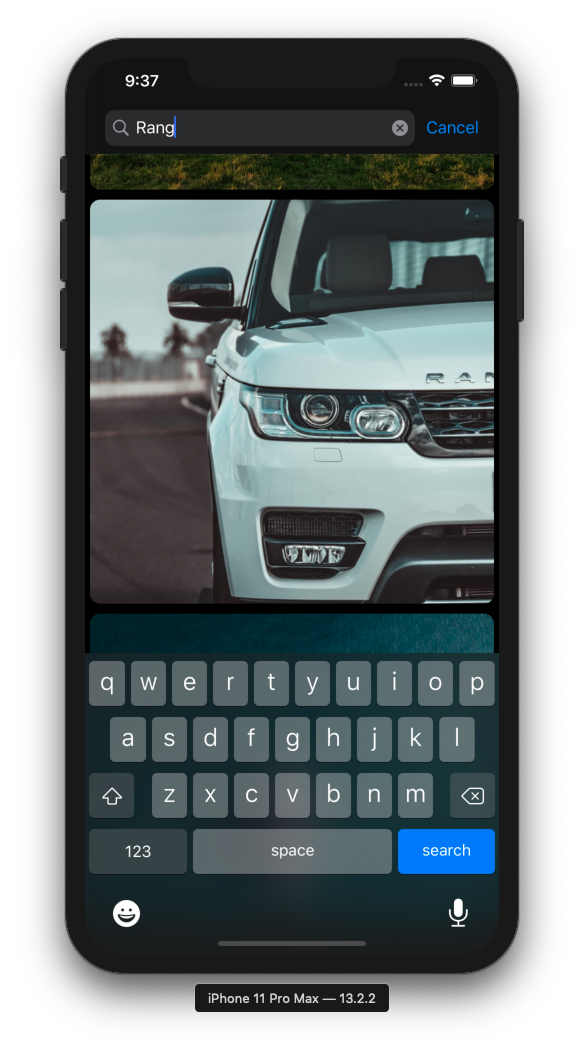 9:37
Rang
Cancel
RAN
q w e r t y u i o p
a s d f g h j k l
z x c v b n m
123 space search
iPhone 11 Pro Max — 13.2.2